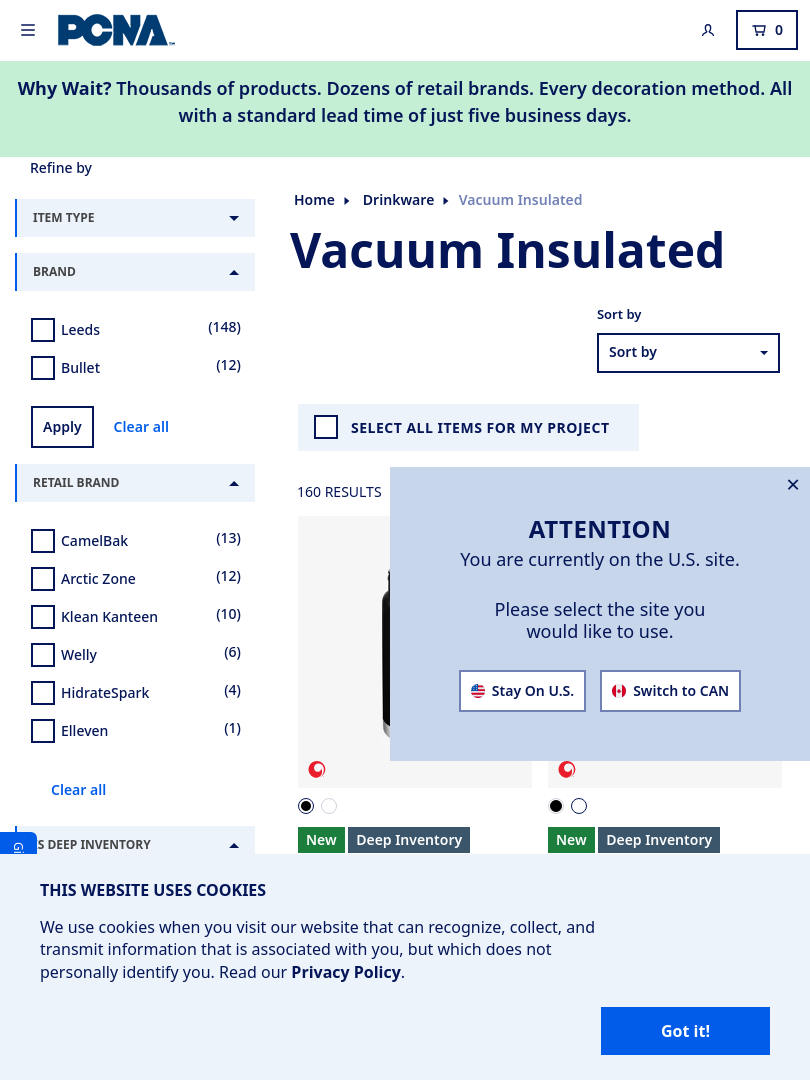 PCNA
0
Why Wait? Thousands of products. Dozens of retail brands. Every decoration method. All
with a standard lead time of just five business days.
Refine by
ITEM TYPE
BRAND
Leeds (148)
Bullet (12)
Apply Clear all
RETAIL BRAND
CamelBak (13)
Arctic Zone (12)
Klean Kanteen (10)
Welly (6)
HidrateSpark (4)
Elleven (1)
Clear all
DEEP INVENTORY
Home Drinkware Vacuum Insulated
Vacuum Insulated
Sort by
Sort by
SELECT ALL ITEMS FOR MY PROJECT
160 RESULTS
ATTENTION
You are currently on the U.S. site.
Please select the site you
would like to use.
Stay On U.S. Switch to CAN
New Deep Inventory New Deep Inventory
THIS WEBSITE USES COOKIES
We use cookies when you visit our website that can recognize, collect, and
transmit information that is associated with you, but which does not
personally identify you. Read our Privacy Policy.
Got it!